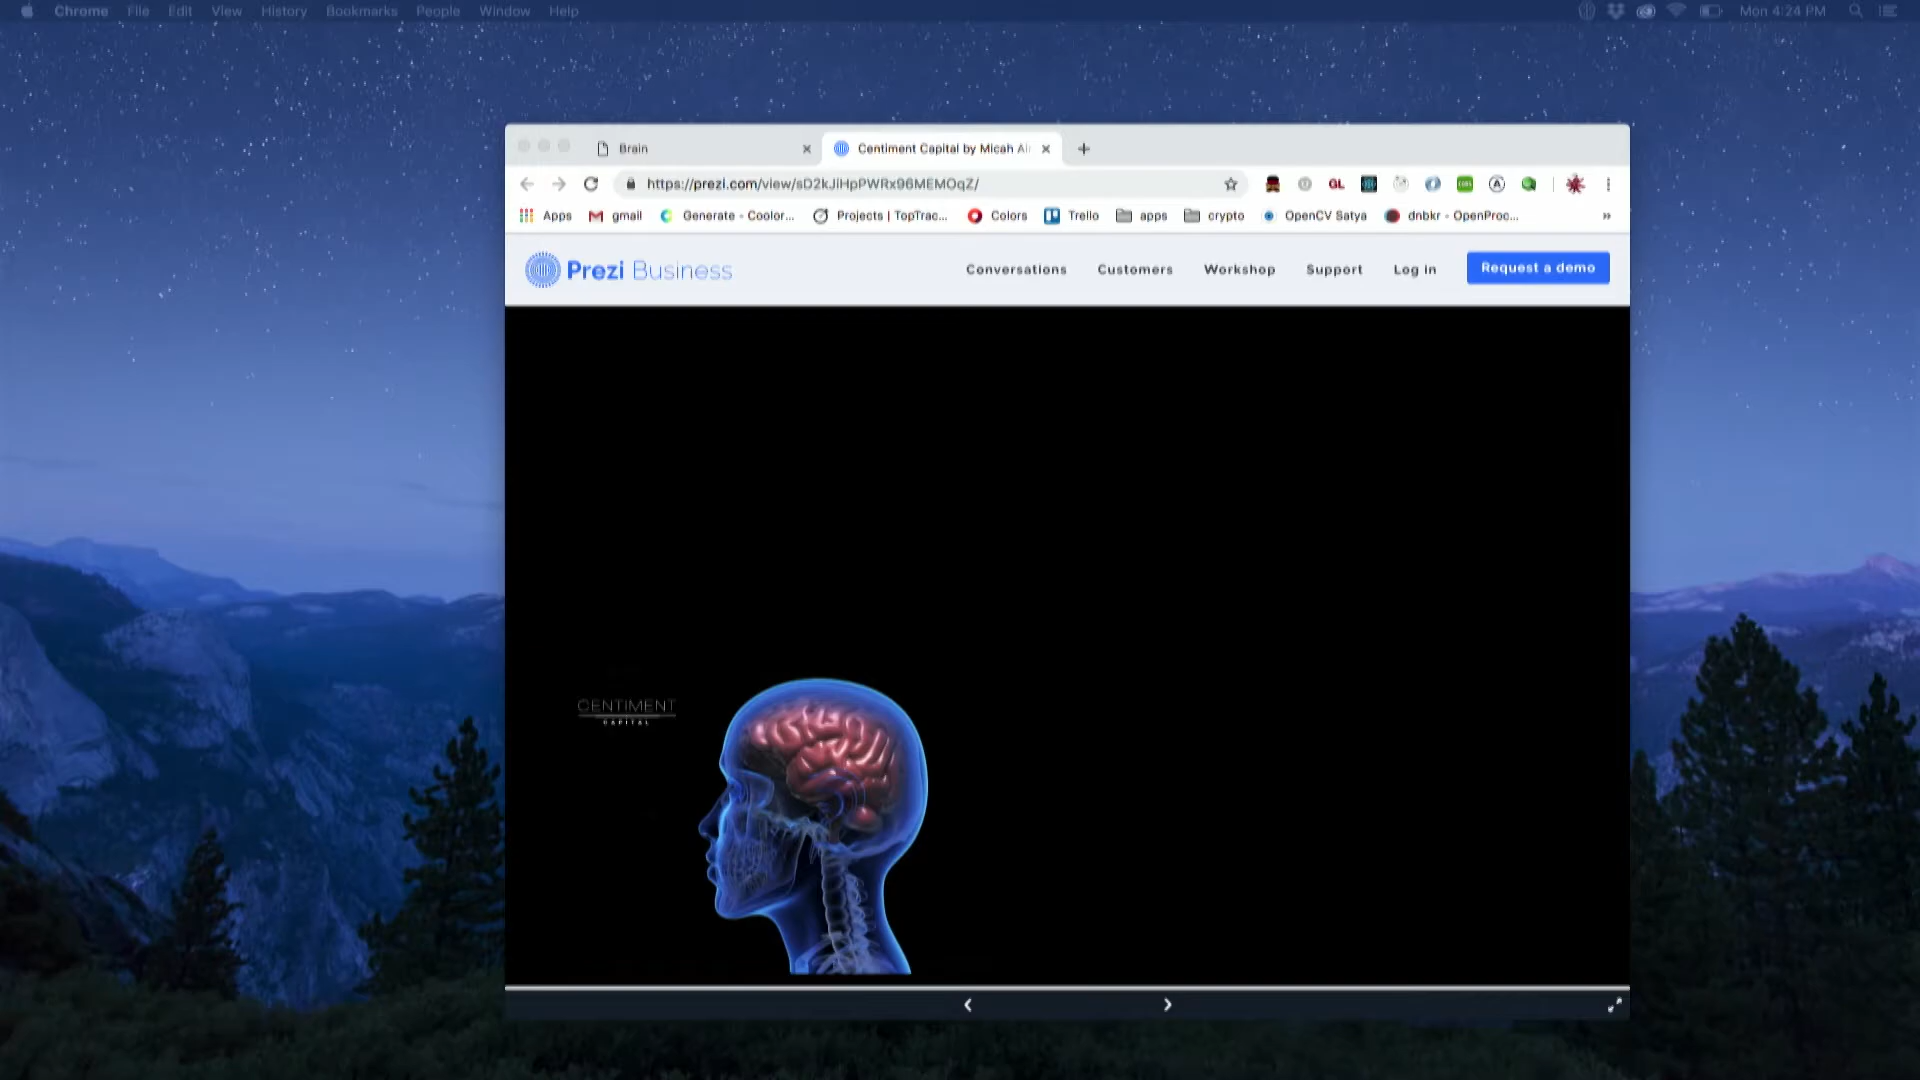 Chrome File Edit View History Bookmarks People Window Help
Mon 4:24 PM
Brain
Centiment Capital by Micah Ai
https://prezi.com/view/sD2kJiHpPWRx96MEMOqZ/
GL
Apps gmail Generate - Coolor... Projects | TopTrac... Colors Trello apps crypto OpenCV Satya dnbkr - OpenProc... »
Prezi Business
Conversations Customers Workshop Support Log in Request a demo
CENTIMENT
CAPITAL